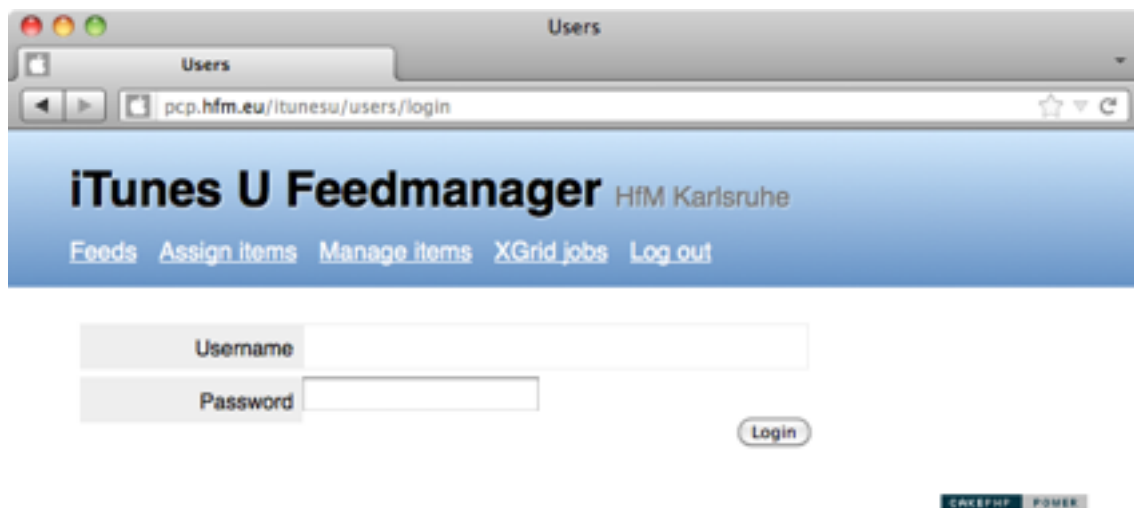 Users
Users
pcp.hfm.eu/itunesu/users/login
iTunes U Feedmanager HfM Karlsruhe
Feeds Assign items Manage items XGrid jobs Log out
Username
Password
Login
CAKEPHP POWER